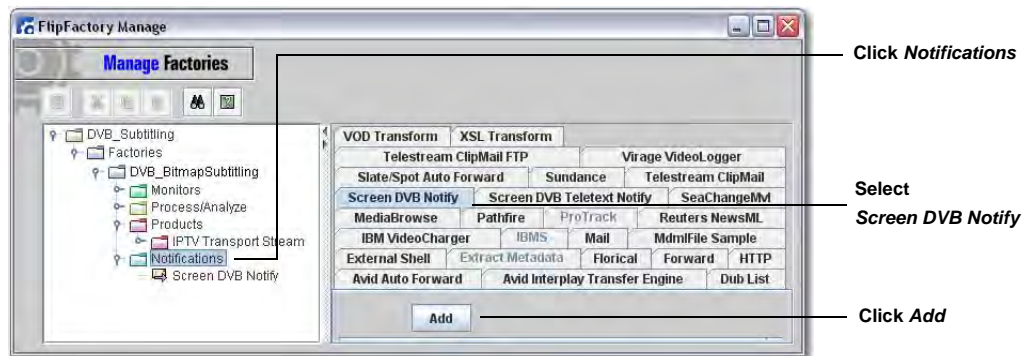 FlipFactory Manage
Manage Factories
Click Notifications
DVB_Subtitling
Factories
DVB_BitmapSubtitling
Monitors
Process/Analyze
Products
IPTV Transport Stream
Notifications
Screen DVB Notify
VOD Transform XSL Transform
Telestream ClipMail FTP Virage VideoLogger
Slate/Spot Auto Forward Sundance Telestream ClipMail
Screen DVB Notify Screen DVB Teletext Notify SeaChangeMvl
MediaBrowse Pathfire ProTrack Reuters NewsML
IBM VideoCharger IBMS Mail MdmlFile Sample
External Shell Extract Metadata Florical Forward HTTP
Avid Auto Forward Avid Interplay Transfer Engine Dub List
Select
Screen DVB Notify
Add
Click Add